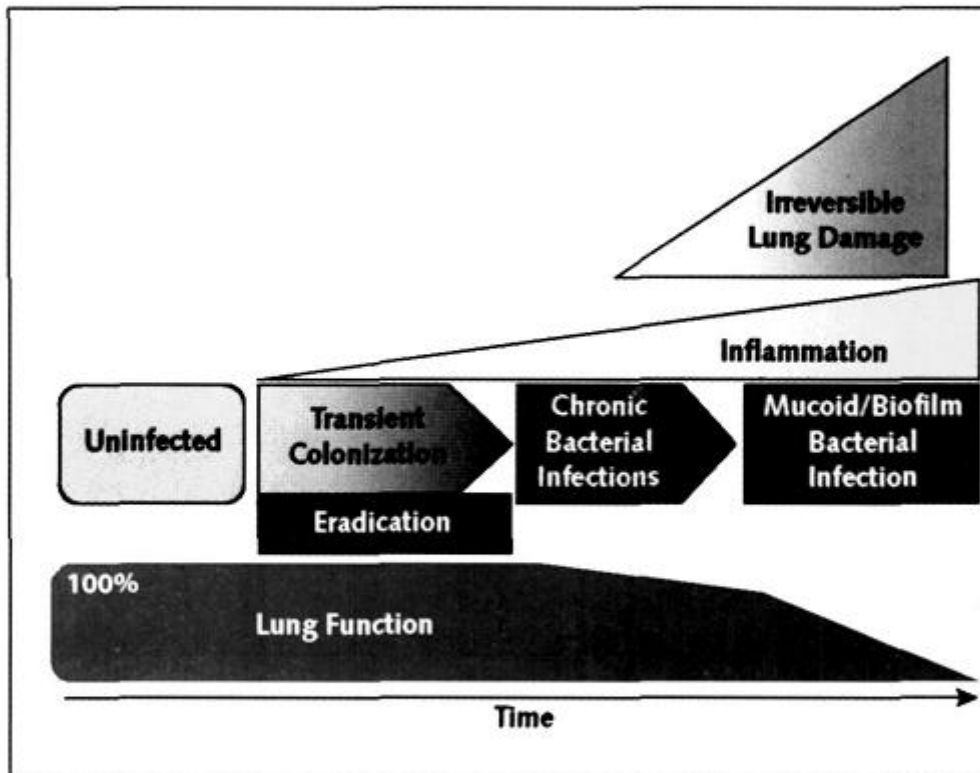 Irreversible
Lung Damage
Inflammation
Uninfected
Transient
Colonization
Chronic
Bacterial
Infections
Mucoid/Biofilm
Bacterial
Infection
Eradication
100%
Lung Function
Time